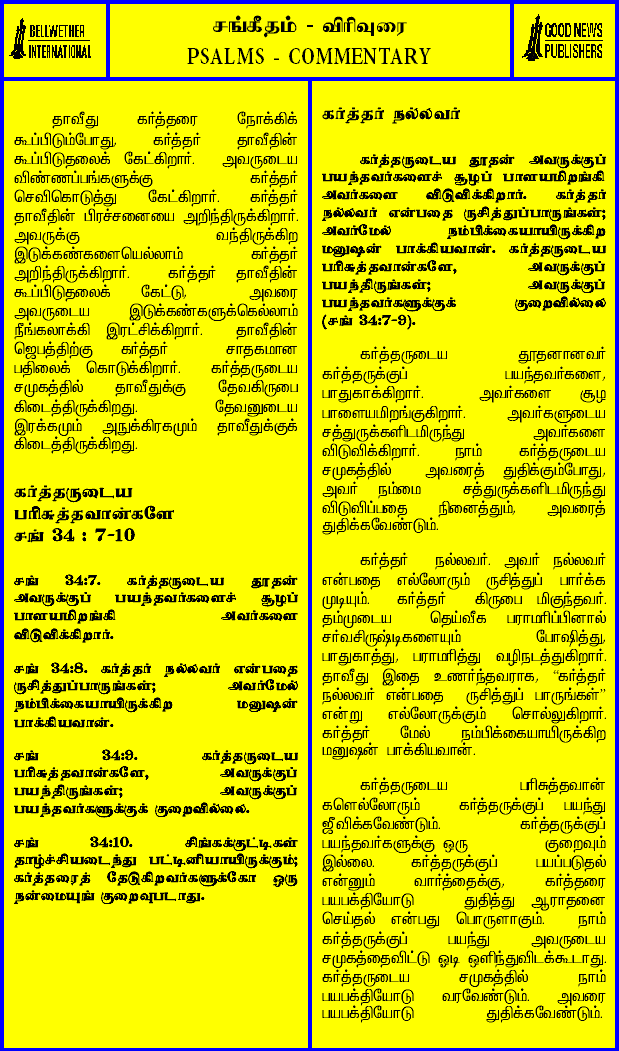 BELLWETHER
INTERNATIONAL
சங்கீதம் - விரிவுரை
PSALMS - COMMENTARY
GOOD NEWS
PUBLISHERS
தாவீது கர்த்தரை நோக்கிக்
கூப்பிடும்போது, கர்த்தர் தாவீதின்
கூப்பிடுதலைக் கேட்கிறார். அவருடைய
விண்ணப்பங்களுக்கு கர்த்தர்
செவிகொடுத்து கேட்கிறார். கர்த்தர்
தாவீதின் பிரச்சனையை அறிந்திருக்கிறார்.
அவருக்கு வந்திருக்கிற
இடுக்கண்களையெல்லாம் கர்த்தர்
அறிந்திருக்கிறார். கர்த்தர் தாவீதின்
கூப்பிடுதலைக் கேட்டு, அவரை
அவருடைய இடுக்கண்களுக்கெல்லாம்
நீங்கலாக்கி இரட்சிக்கிறார். தாவீதின்
ஜெபத்திற்கு கர்த்தர் சாதகமான
பதிலைக் கொடுக்கிறார். கர்த்தருடைய
சமுகத்தில் தாவீதுக்கு தேவகிருபை
கிடைத்திருக்கிறது. தேவனுடைய
இரக்கமும் அநுக்கிரகமும் தாவீதுக்குக்
கிடைத்திருக்கிறது.
கர்த்தருடைய
பரிசுத்தவான்களே
சங் 34 : 7-10
சங் 34:7. கர்த்தருடைய தூதன்
அவருக்குப் பயந்தவர்களைச் சூழப்
பாளயமிறங்கி அவர்களை
விடுவிக்கிறார்.
சங் 34:8. கர்த்தர் நல்லவர் என்பதை
ருசித்துப்பாருங்கள்; அவர்மேல்
நம்பிக்கையாயிருக்கிற மனுஷன்
பாக்கியவான்.
சங் 34:9. கர்த்தருடைய
பரிசுத்தவான்களே, அவருக்குப்
பயந்திருங்கள்; அவருக்குப்
பயந்தவர்களுக்குக் குறைவில்லை.
சங் 34:10. சிங்கக்குட்டிகள்
தாழ்ச்சியடைந்து பட்டினியாயிருக்கும்;
கர்த்தரைத் தேடுகிறவர்களுக்கோ ஒரு
நன்மையுங் குறைவுபடாது.
கர்த்தர் நல்லவர்
கர்த்தருடைய தூதன் அவருக்குப்
பயந்தவர்களைச் சூழப் பாளயமிறங்கி
அவர்களை விடுவிக்கிறார். கர்த்தர்
நல்லவர் என்பதை ருசித்துப்பாருங்கள்;
அவர்மேல் நம்பிக்கையாயிருக்கிற
மனுஷன் பாக்கியவான். கர்த்தருடைய
பரிசுத்தவான்களே, அவருக்குப்
பயந்திருங்கள்; அவருக்குப்
பயந்தவர்களுக்குக் குறைவில்லை
(சங் 34:7-9).
கர்த்தருடைய தூதனானவர்
கர்த்தருக்குப் பயந்தவர்களை,
பாதுகாக்கிறார். அவர்களை சூழ
பாளையமிறங்குகிறார். அவர்களுடைய
சத்துருக்களிடமிருந்து அவர்களை
விடுவிக்கிறார். நாம் கர்த்தருடைய
சமுகத்தில் அவரைத் துதிக்கும்போது,
அவர் நம்மை சத்துருக்களிடமிருந்து
விடுவிப்பதை நினைத்தும், அவரைத்
துதிக்கவேண்டும்.
கர்த்தர் நல்லவர். அவர் நல்லவர்
என்பதை எல்லோரும் ருசித்துப் பார்க்க
முடியும். கர்த்தர் கிருபை மிகுந்தவர்.
தம்முடைய தெய்வீக பராமரிப்பினால்
சர்வசிருஷ்டிகளையும் போஷித்து,
பாதுகாத்து, பராமரித்து வழிநடத்துகிறார்.
தாவீது இதை உணர்ந்தவராக, “கர்த்தர்
நல்லவர் என்பதை ருசித்துப் பாருங்கள்”
என்று எல்லோருக்கும் சொல்லுகிறார்.
கர்த்தர் மேல் நம்பிக்கையாயிருக்கிற
மனுஷன் பாக்கியவான்.
கர்த்தருடைய பரிசுத்தவான்
களெல்லோரும் கர்த்தருக்குப் பயந்து
ஜீவிக்கவேண்டும். கர்த்தருக்குப்
பயந்தவர்களுக்கு ஒரு குறைவும்
இல்லை. கர்த்தருக்குப் பயப்படுதல்
என்னும் வார்த்தைக்கு, கர்த்தரை
பயபக்தியோடு துதித்து ஆராதனை
செய்தல் என்பது பொருளாகும். நாம்
கர்த்தருக்குப் பயந்து அவருடைய
சமுகத்தைவிட்டு ஓடி ஒளிந்துவிடக்கூடாது.
கர்த்தருடைய சமுகத்தில் நாம்
பயபக்தியோடு வரவேண்டும். அவரை
பயபக்தியோடு துதிக்கவேண்டும்.